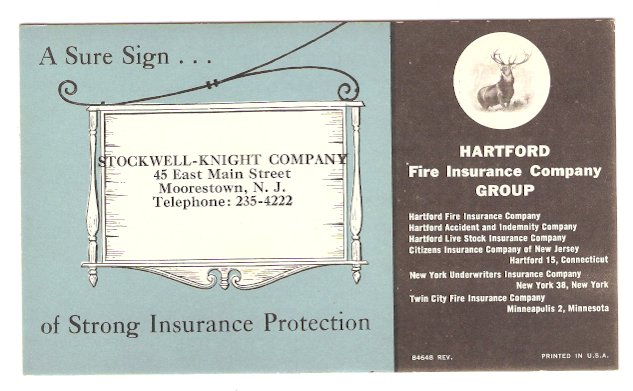 A Sure Sign . . .
STOCKWELL-KNIGHT COMPANY
45 East Main Street
Moorestown, N. J.
Telephone: 235-4222
of Strong Insurance Protection
HARTFORD
Fire Insurance Company
GROUP
Hartford Fire Insurance Company
Hartford Accident and Indemnity Company
Hartford Live Stock Insurance Company
Citizens Insurance Company of New Jersey
Hartford 15, Connecticut
New York Underwriters Insurance Company
New York 38, New York
Twin City Fire Insurance Company
Minneapolis 2, Minnesota
84648 REV.
PRINTED IN U.S.A.